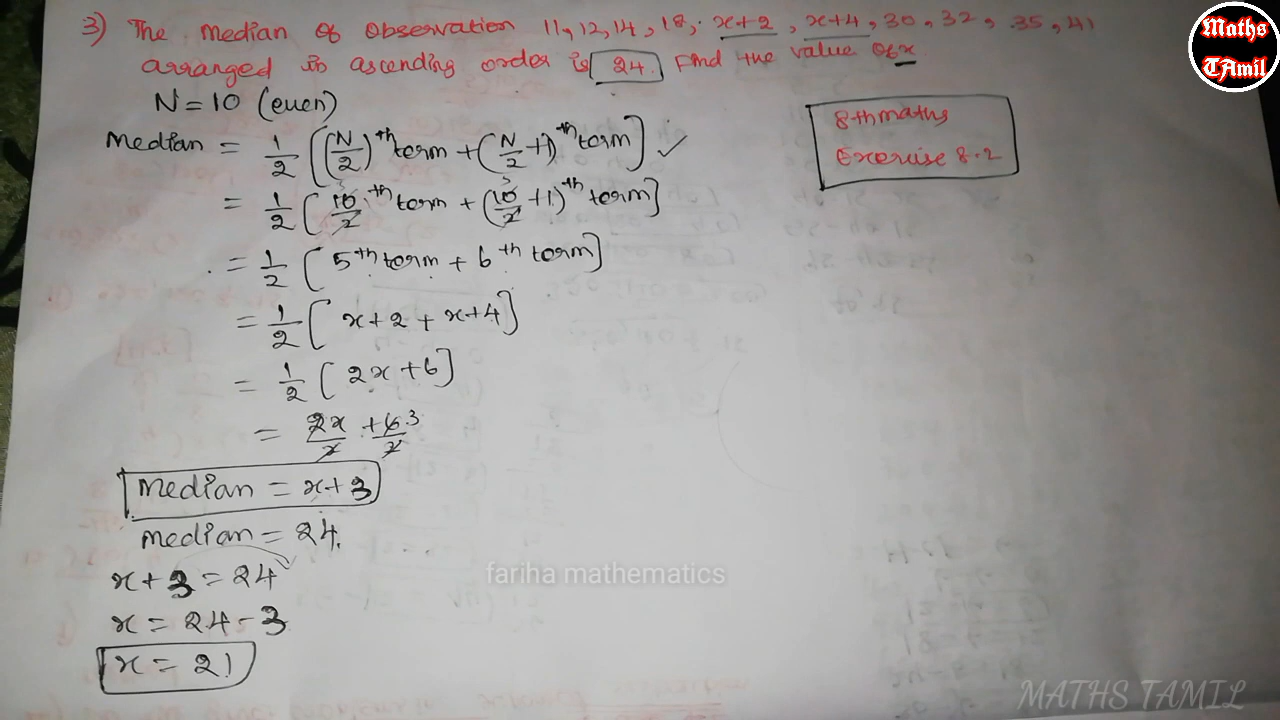 3) The median of observation 11, 12, 14, 18, x+2, x+4, 30, 32, 35, 41
arranged in ascending order is 24. Find the value of x
N = 10 (even)
Median = 1/2 [(N/2)th term + (N/2 + 1)th term] ✓
= 1/2 [10/2 th term + (10/2 + 1)th term]
= 1/2 [5th term + 6th term]
= 1/2 [x+2 + x+4]
= 1/2 [2x+6]
= 2x/2 + 6/2 3
Median = x+3
median = 24.
x+3 = 24
x = 24 - 3
x = 21
8th maths
Exercise 8.2
Maths
TAmil
fariha mathematics
MATHS TAMIL